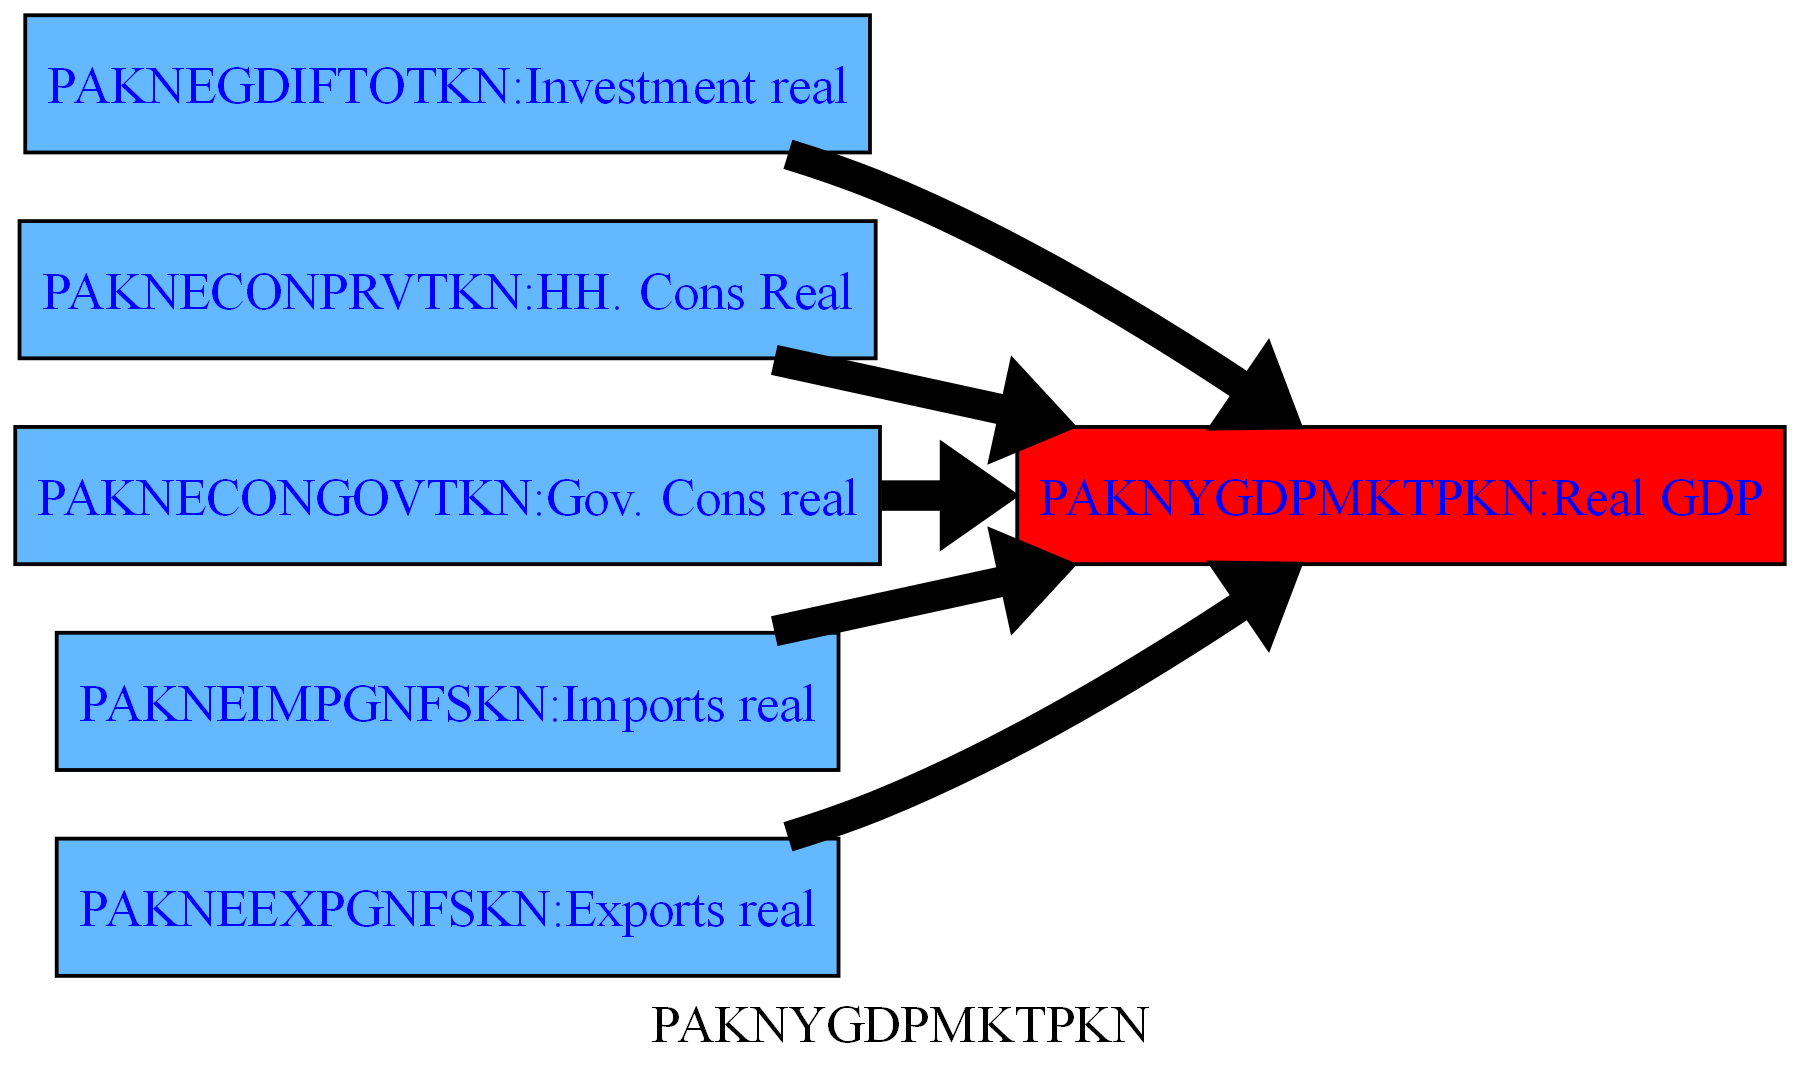 PAKNEGDIFTOTKN:Investment real
PAKNECONPRVTKN:HH. Cons Real
PAKNECONGOVTKN:Gov. Cons real
PAKNYGDPMKTPKN:Real GDP
PAKNEIMPGNFSKN:Imports real
PAKNEEXPGNFSKN:Exports real
PAKNYGDPMKTPKN